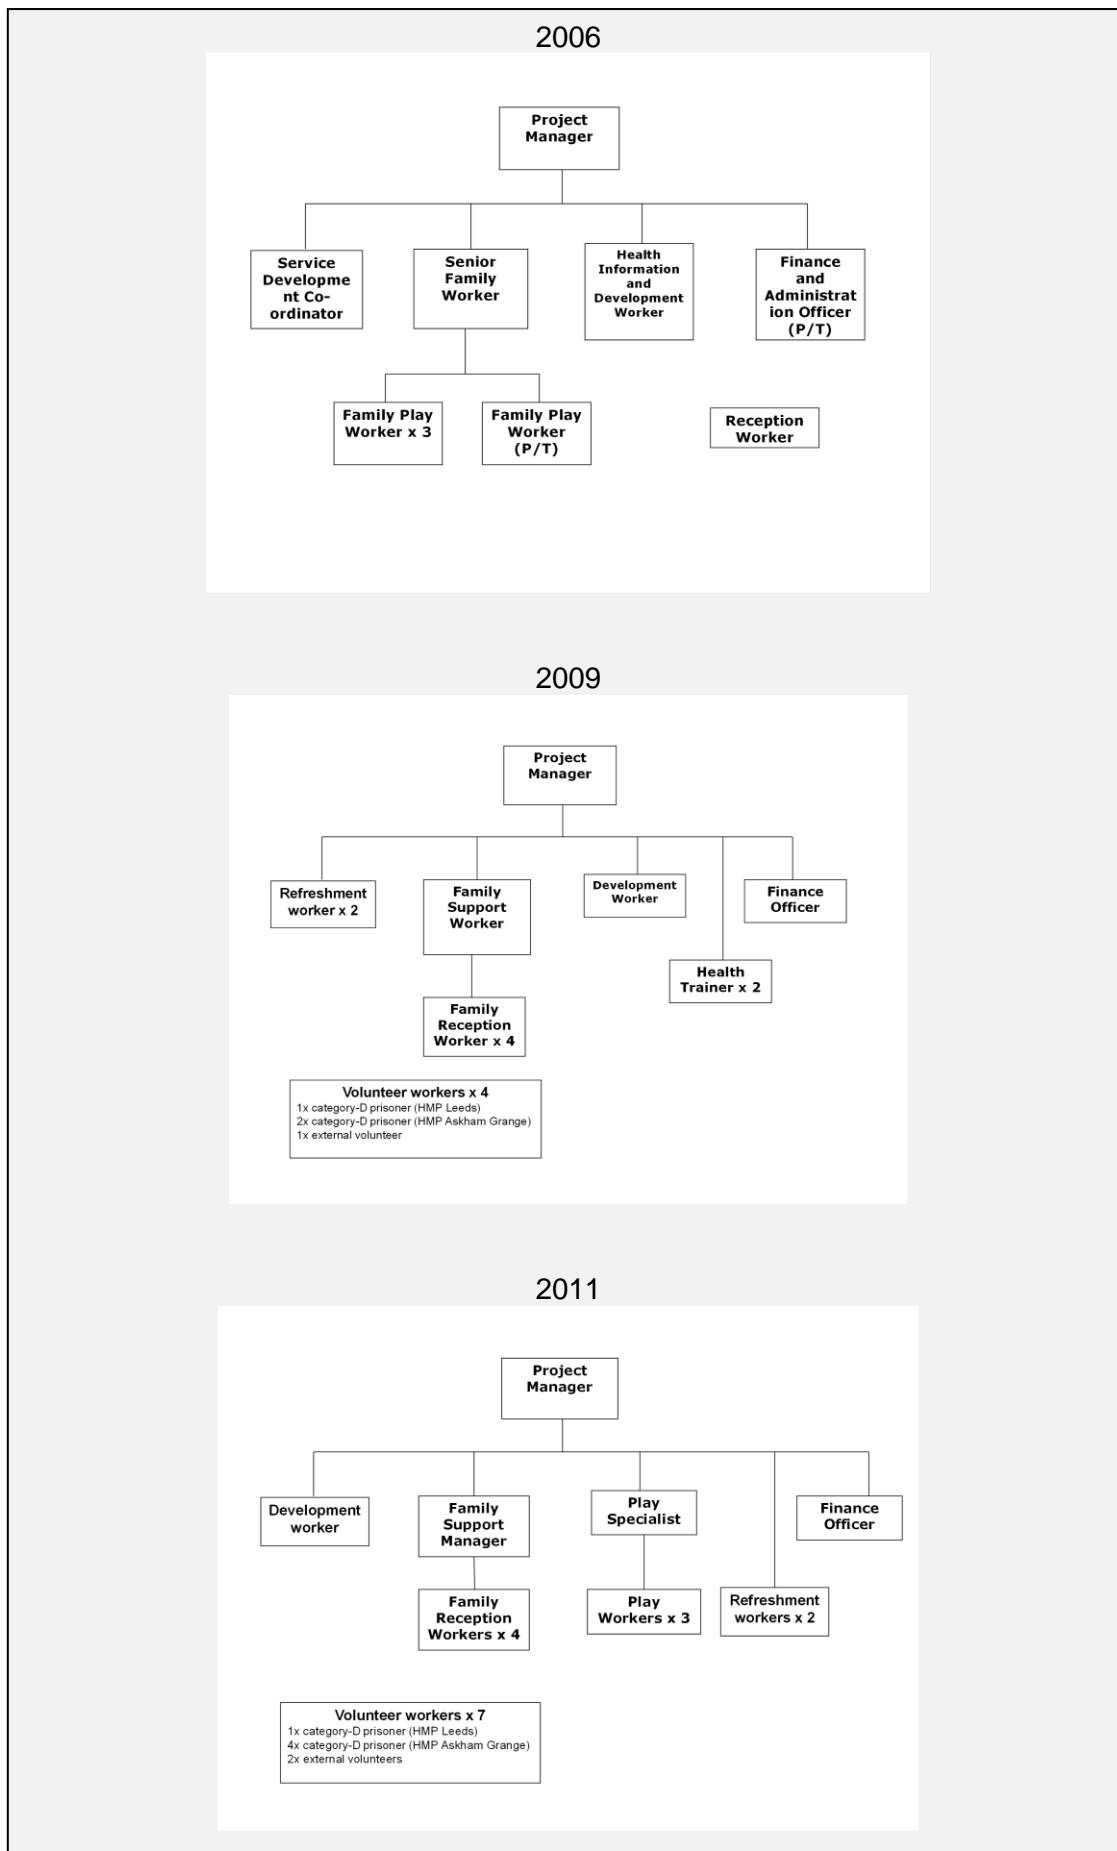 2006
Project
Manager
Service
Developme
nt Co-
ordinator
Senior
Family
Worker
Health
Information
and
Development
Worker
Finance
and
Administrat
ion Officer
(P/T)
Family Play
Worker x 3
Family Play
Worker
(P/T)
Reception
Worker
2009
Project
Manager
Refreshment
worker x 2
Family
Support
Worker
Development
Worker
Finance
Officer
Health
Trainer x 2
Family
Reception
Worker x 4
Volunteer workers x 4
1x category-D prisoner (HMP Leeds)
2x category-D prisoner (HMP Askham Grange)
1x external volunteer
2011
Project
Manager
Development
worker
Family
Support
Manager
Play
Specialist
Finance
Officer
Family
Reception
Workers x 4
Play
Workers x 3
Refreshment
workers x 2
Volunteer workers x 7
1x category-D prisoner (HMP Leeds)
4x category-D prisoner (HMP Askham Grange)
2x external volunteers